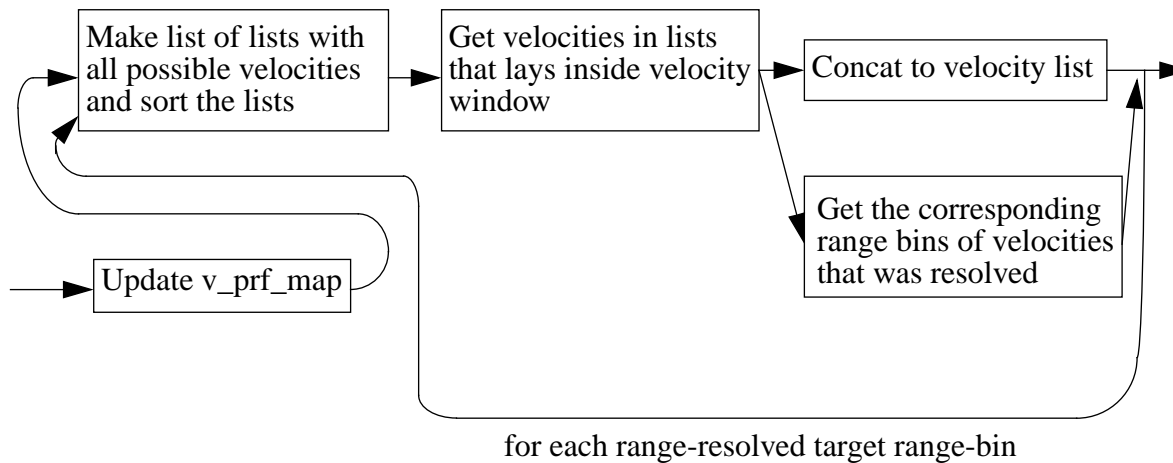 Make list of lists with
all possible velocities
and sort the lists
Get velocities in lists
that lays inside velocity
window
Concat to velocity list
Get the corresponding
range bins of velocities
that was resolved
Update v_prf_map
for each range-resolved target range-bin